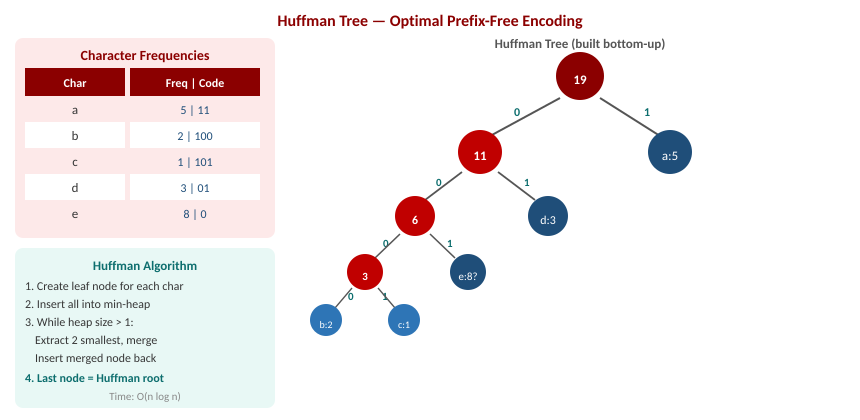 Huffman Tree — Optimal Prefix-Free Encoding
Character Frequencies
Char Freq | Code
a 5 | 11
b 2 | 100
c 1 | 101
d 3 | 01
e 8 | 0
Huffman Algorithm
1. Create leaf node for each char
2. Insert all into min-heap
3. While heap size > 1:
Extract 2 smallest, merge
Insert merged node back
4. Last node = Huffman root
Time: O(n log n)
Huffman Tree (built bottom-up)
19
0 1
11 a:5
0 1
6 d:3
0 1
3 e:8?
0 1
b:2 c:1